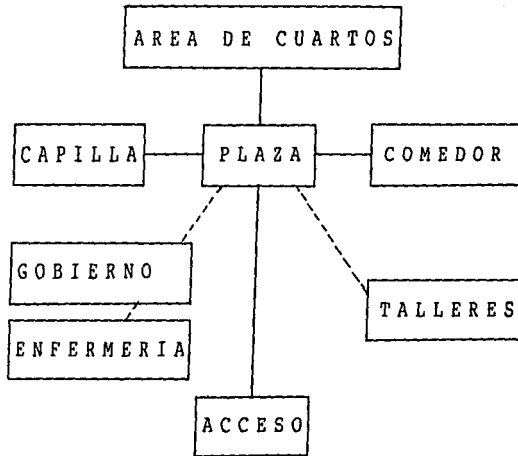 AREA DE CUARTOS
CAPILLA
PLAZA
COMEDOR
GOBIERNO
TALLERES
ENFERMERIA
ACCESO